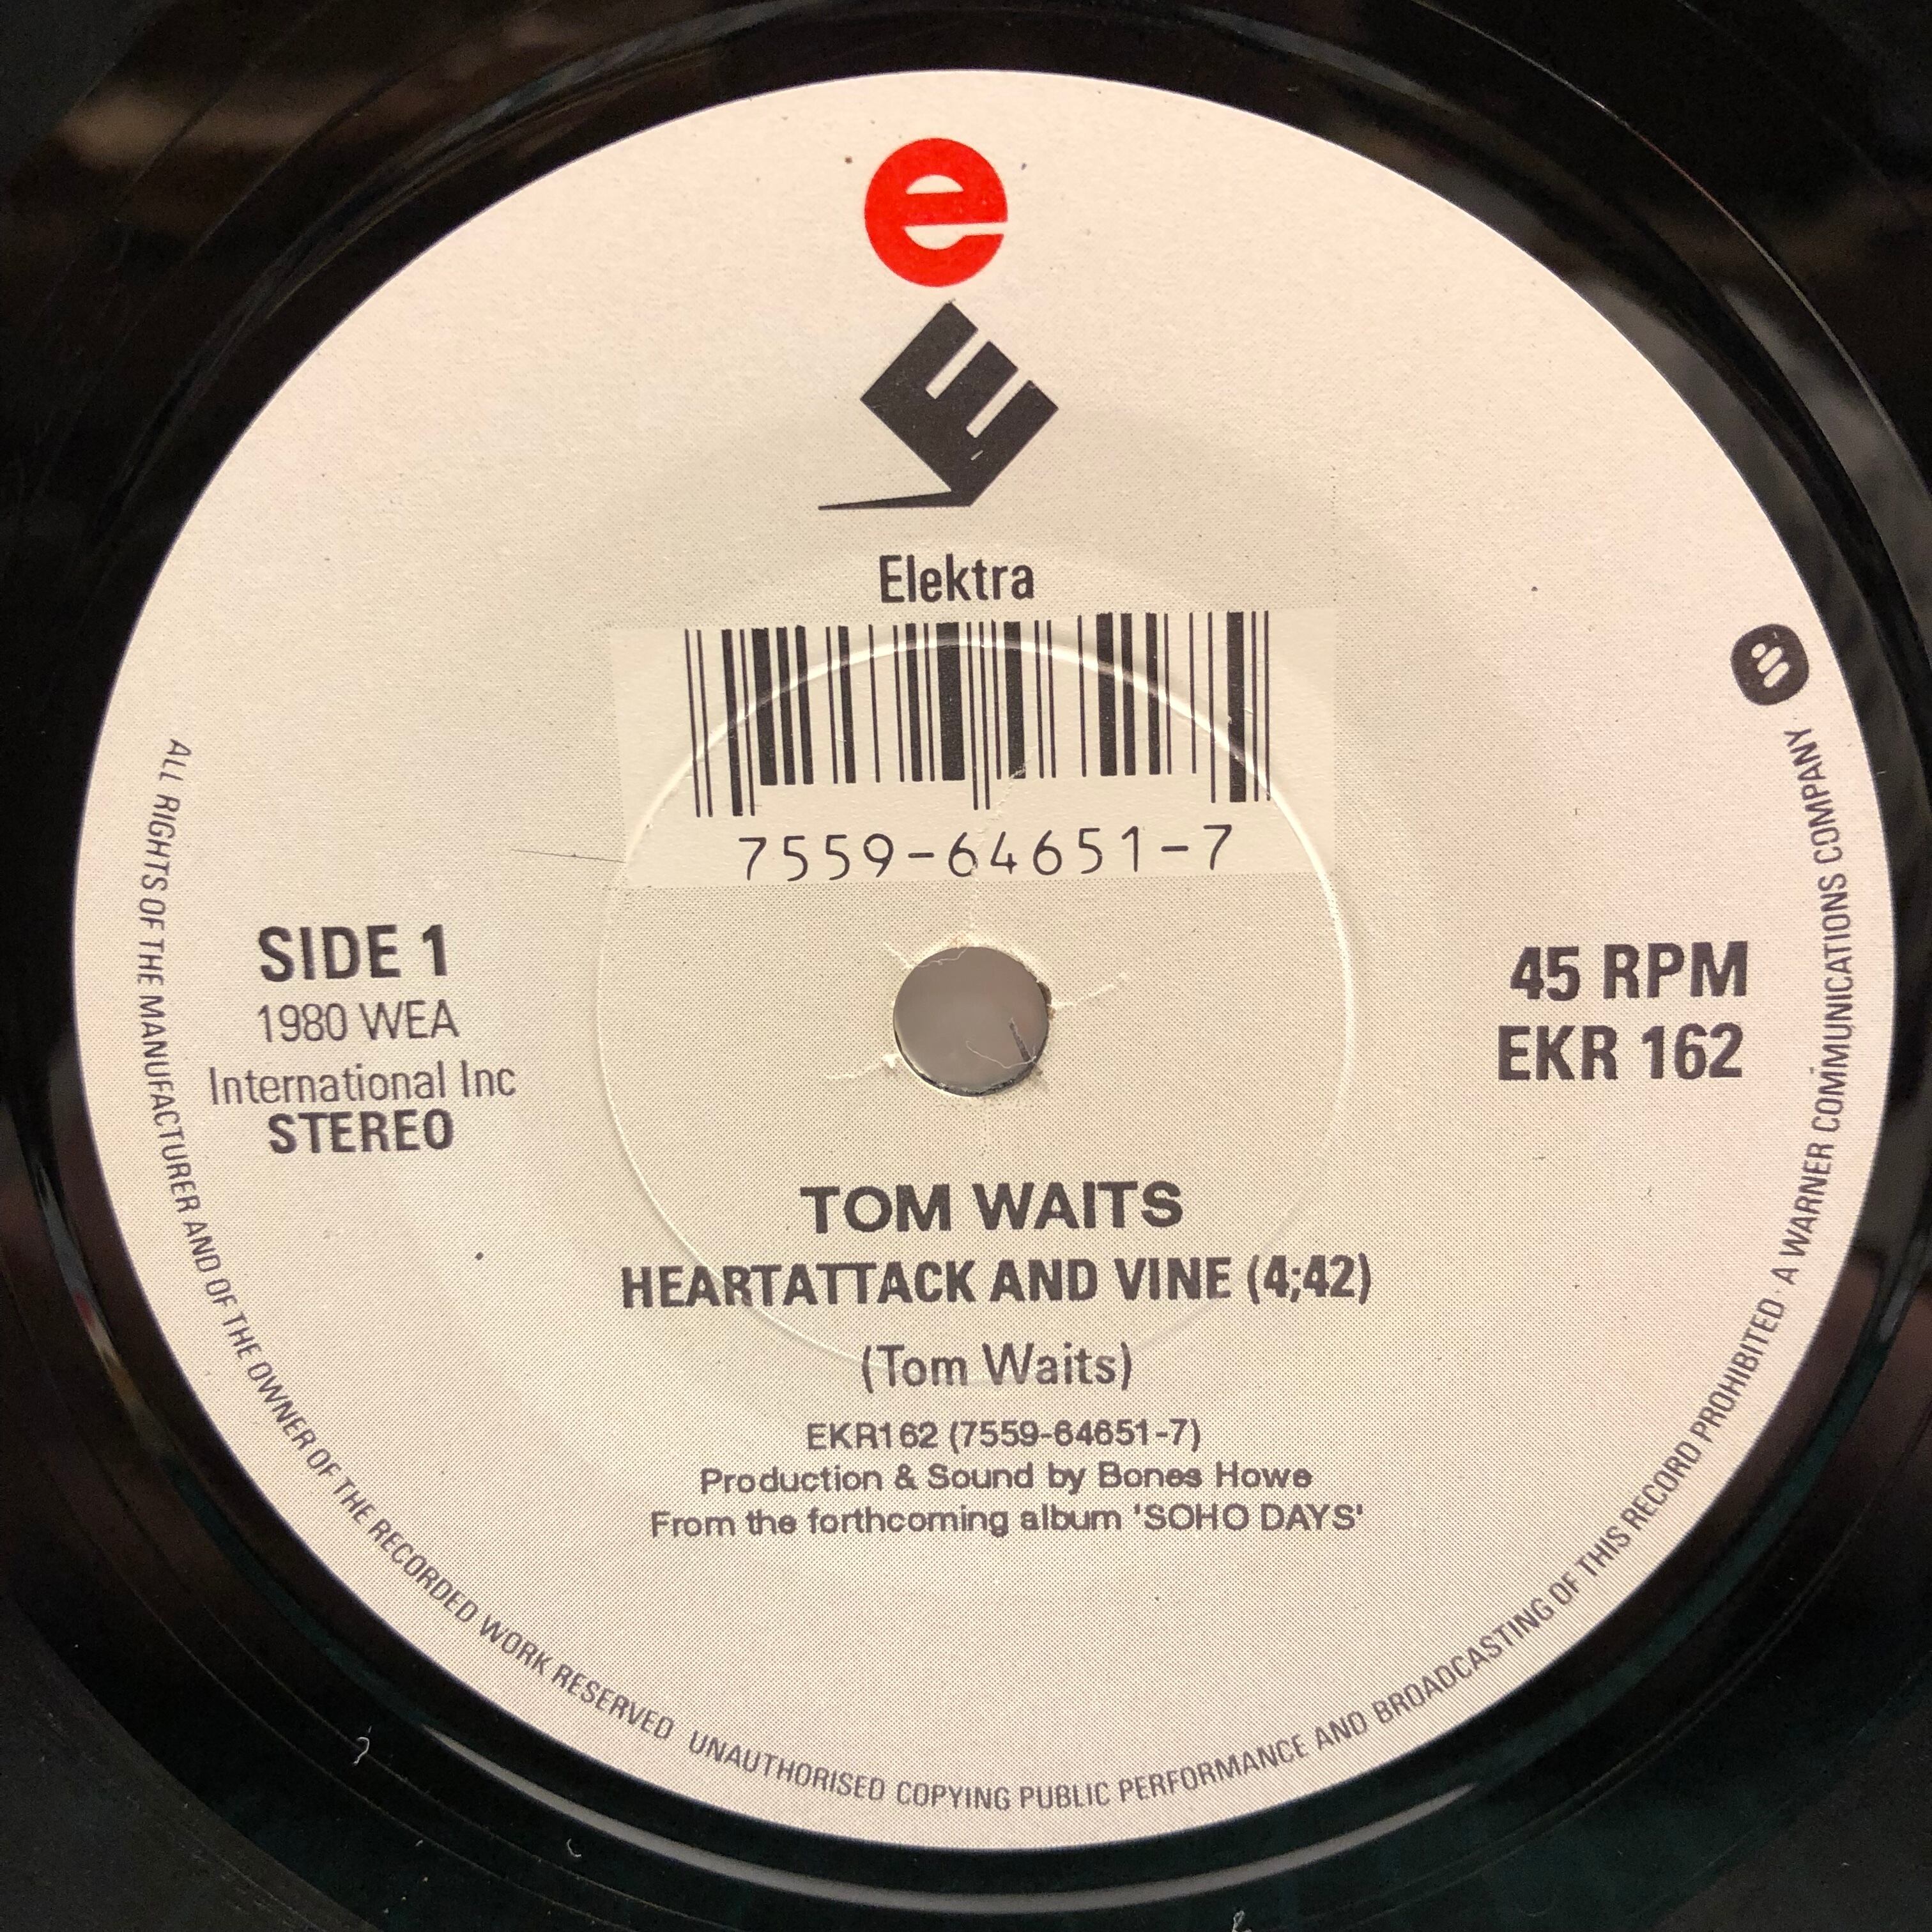 e
E
Elektra
7559-64651-7
SIDE 1
1980 WEA
International Inc
STEREO
45 RPM
EKR 162
TOM WAITS
HEARTATTACK AND VINE (4;42)
(Tom Waits)
EKR162 (7559-64651-7)
Production & Sound by Bones Howe
From the forthcoming album 'SOHO DAYS'
ALL RIGHTS OF THE MANUFACTURER AND OF THE OWNER OF THE RECORDED WORK RESERVED UNAUTHORISED COPYING PUBLIC PERFORMANCE AND BROADCASTING OF THIS RECORD PROHIBITED · A WARNER COMMUNICATIONS COMPANY ·